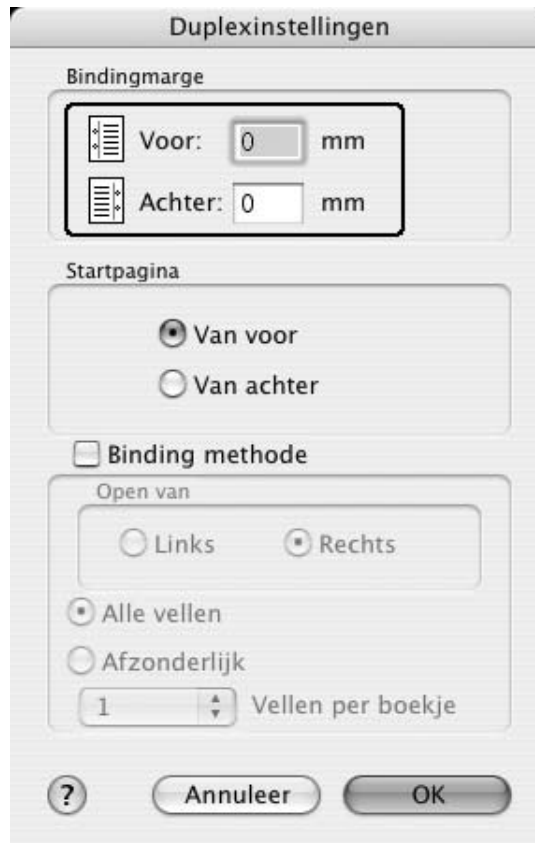 Duplexinstellingen
Bindingmarge
Voor: 0 mm
Achter: 0 mm
Startpagina
Van voor
Van achter
Binding methode
Open van
Links Rechts
Alle vellen
Afzonderlijk
1 Vellen per boekje
? Annuleer OK